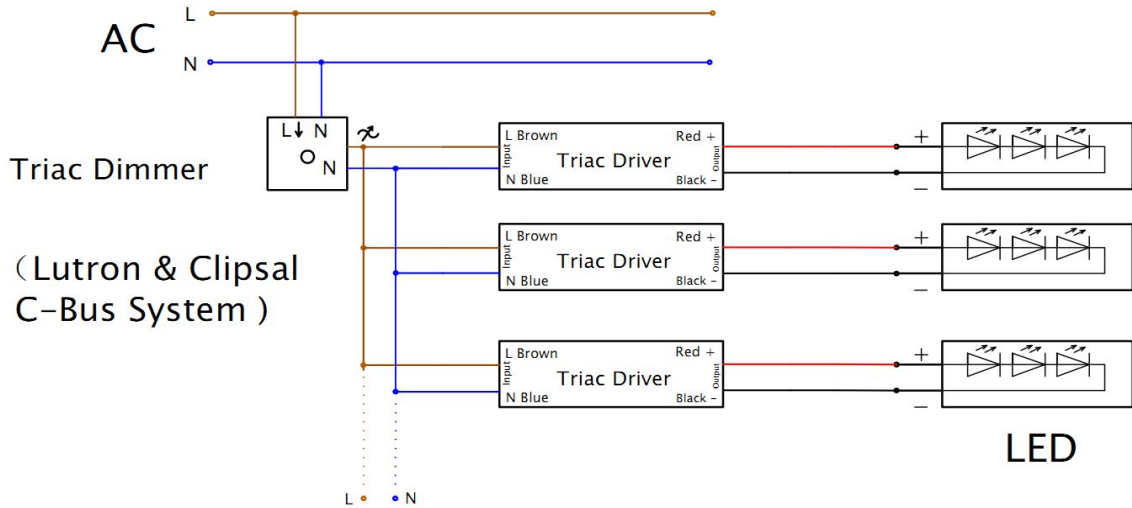 L
AC
N
L N
N
Triac Dimmer
(Lutron & Clipsal
C-Bus System )
L Brown
Input
N Blue
Triac Driver
Red +
Output
Black -
+
−
L Brown
Input
N Blue
Triac Driver
Red +
Output
Black -
+
−
L Brown
Input
N Blue
Triac Driver
Red +
Output
Black -
+
−
LED
L
N